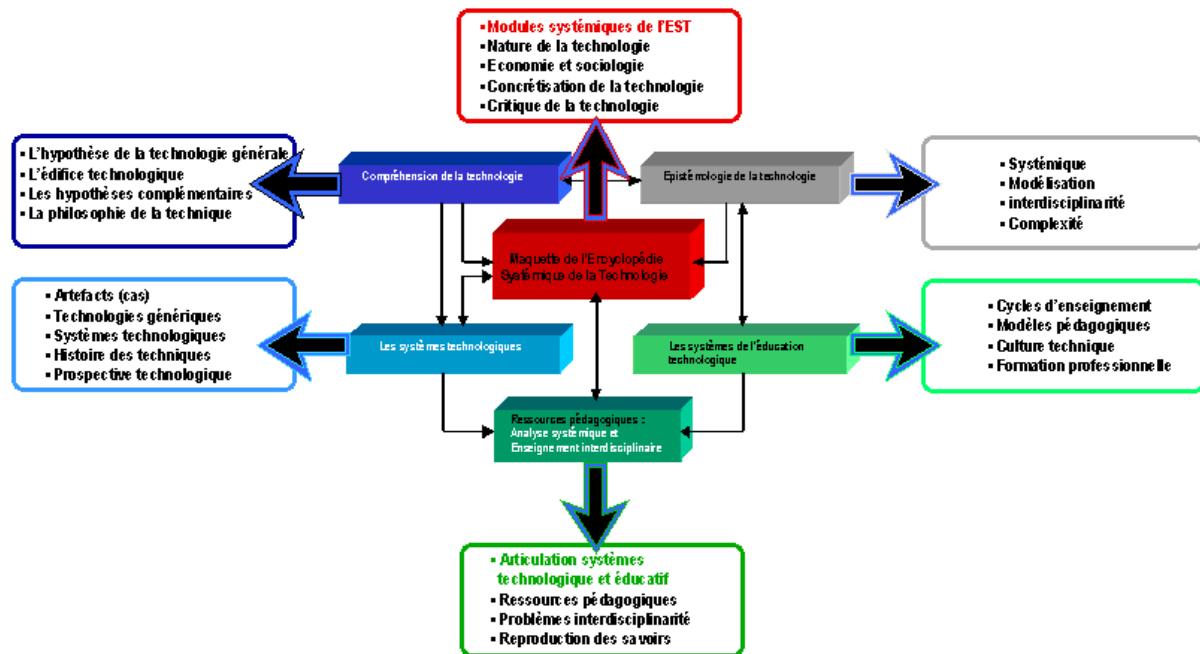 ▪ Modules systémiques de l'EST
▪ Nature de la technologie
▪ Economie et sociologie
▪ Concrétisation de la technologie
▪ Critique de la technologie
▪ L'hypothèse de la technologie générale
▪ L'édifice technologique
▪ Les hypothèses complémentaires
▪ La philosophie de la technique
Compréhension de la technologie
Epistémologie de la technologie
▪ Systémique
▪ Modélisation
▪ interdisciplinarité
▪ Complexité
Maquette de l'Encyclopédie
Systémique de la Technologie
▪ Artefacts (cas)
▪ Technologies génériques
▪ Systèmes technologiques
▪ Histoire des techniques
▪ Prospective technologique
Les systèmes technologiques
Les systèmes de l'éducation
technologique
▪ Cycles d'enseignement
▪ Modèles pédagogiques
▪ Culture technique
▪ Formation professionnelle
Ressources pédagogiques :
Analyse systémique et
Enseignement interdisciplinaire
▪ Articulation systèmes
technologique et éducatif
▪ Ressources pédagogiques
▪ Problèmes interdisciplinarité
▪ Reproduction des savoirs